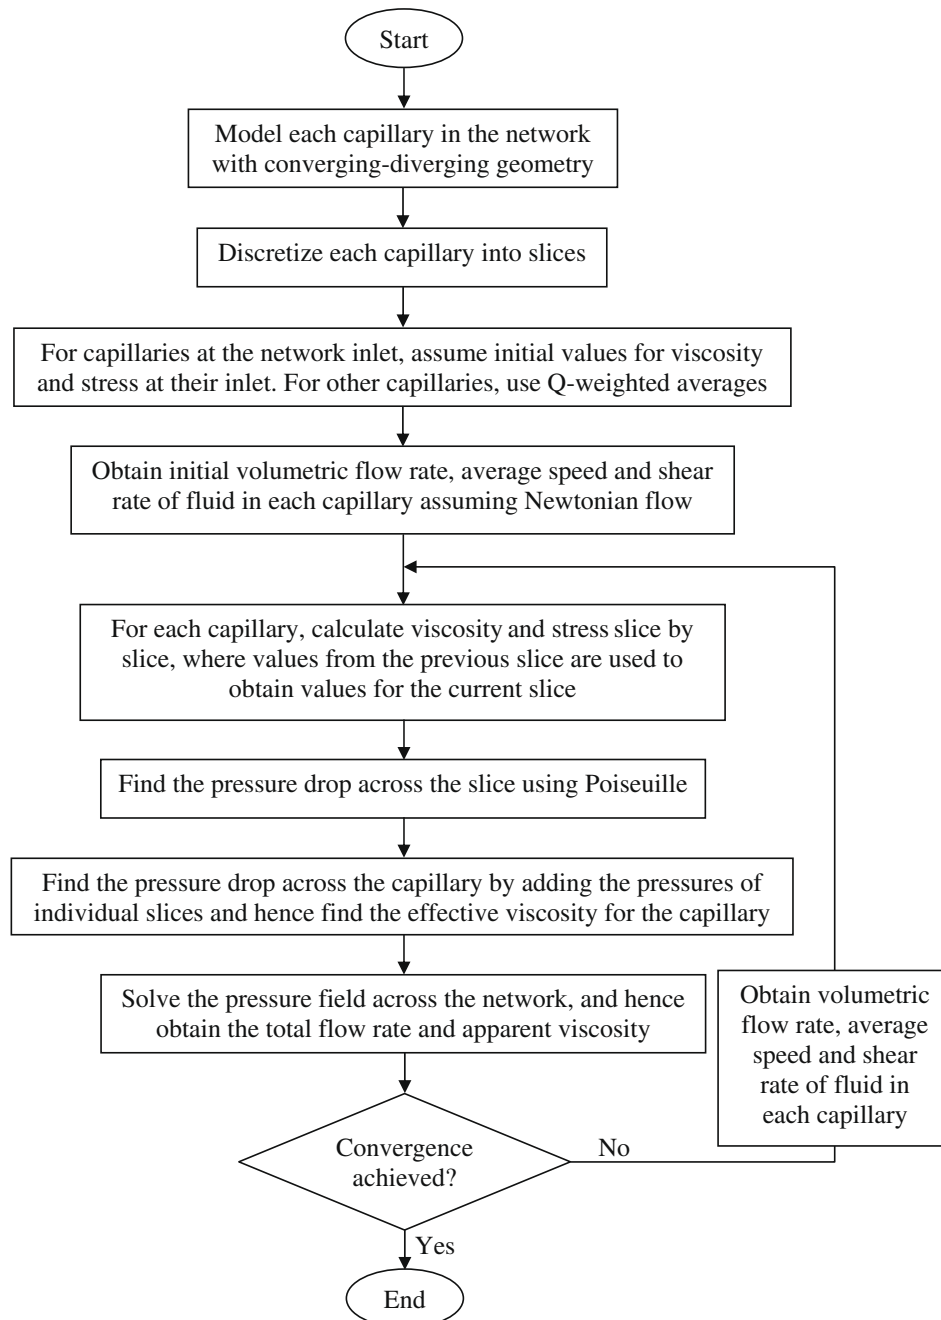 Start
Model each capillary in the network
with converging-diverging geometry
Discretize each capillary into slices
For capillaries at the network inlet, assume initial values for viscosity
and stress at their inlet. For other capillaries, use Q-weighted averages
Obtain initial volumetric flow rate, average speed and shear
rate of fluid in each capillary assuming Newtonian flow
For each capillary, calculate viscosity and stress slice by
slice, where values from the previous slice are used to
obtain values for the current slice
Find the pressure drop across the slice using Poiseuille
Find the pressure drop across the capillary by adding the pressures of
individual slices and hence find the effective viscosity for the capillary
Solve the pressure field across the network, and hence
obtain the total flow rate and apparent viscosity
Obtain volumetric
flow rate, average
speed and shear
rate of fluid in
each capillary
Convergence
achieved?
No
Yes
End